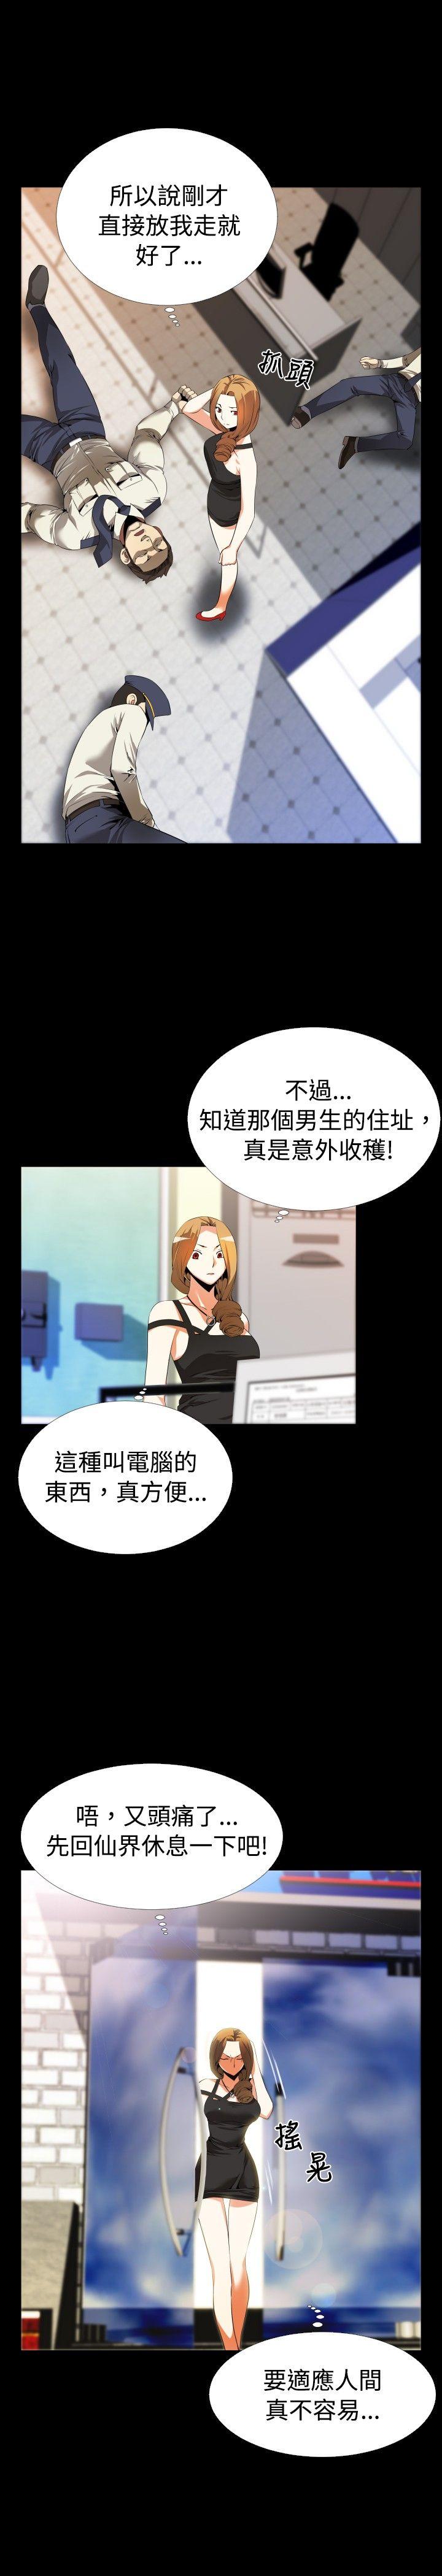 所以說剛才
直接放我走就
好了...
抓頭
不過...
知道那個男生的住址，
真是意外收穫!
這種叫電腦的
東西，真方便...
唔，又頭痛了...
先回仙界休息一下吧!
搖
晃
要適應人間
真不容易...